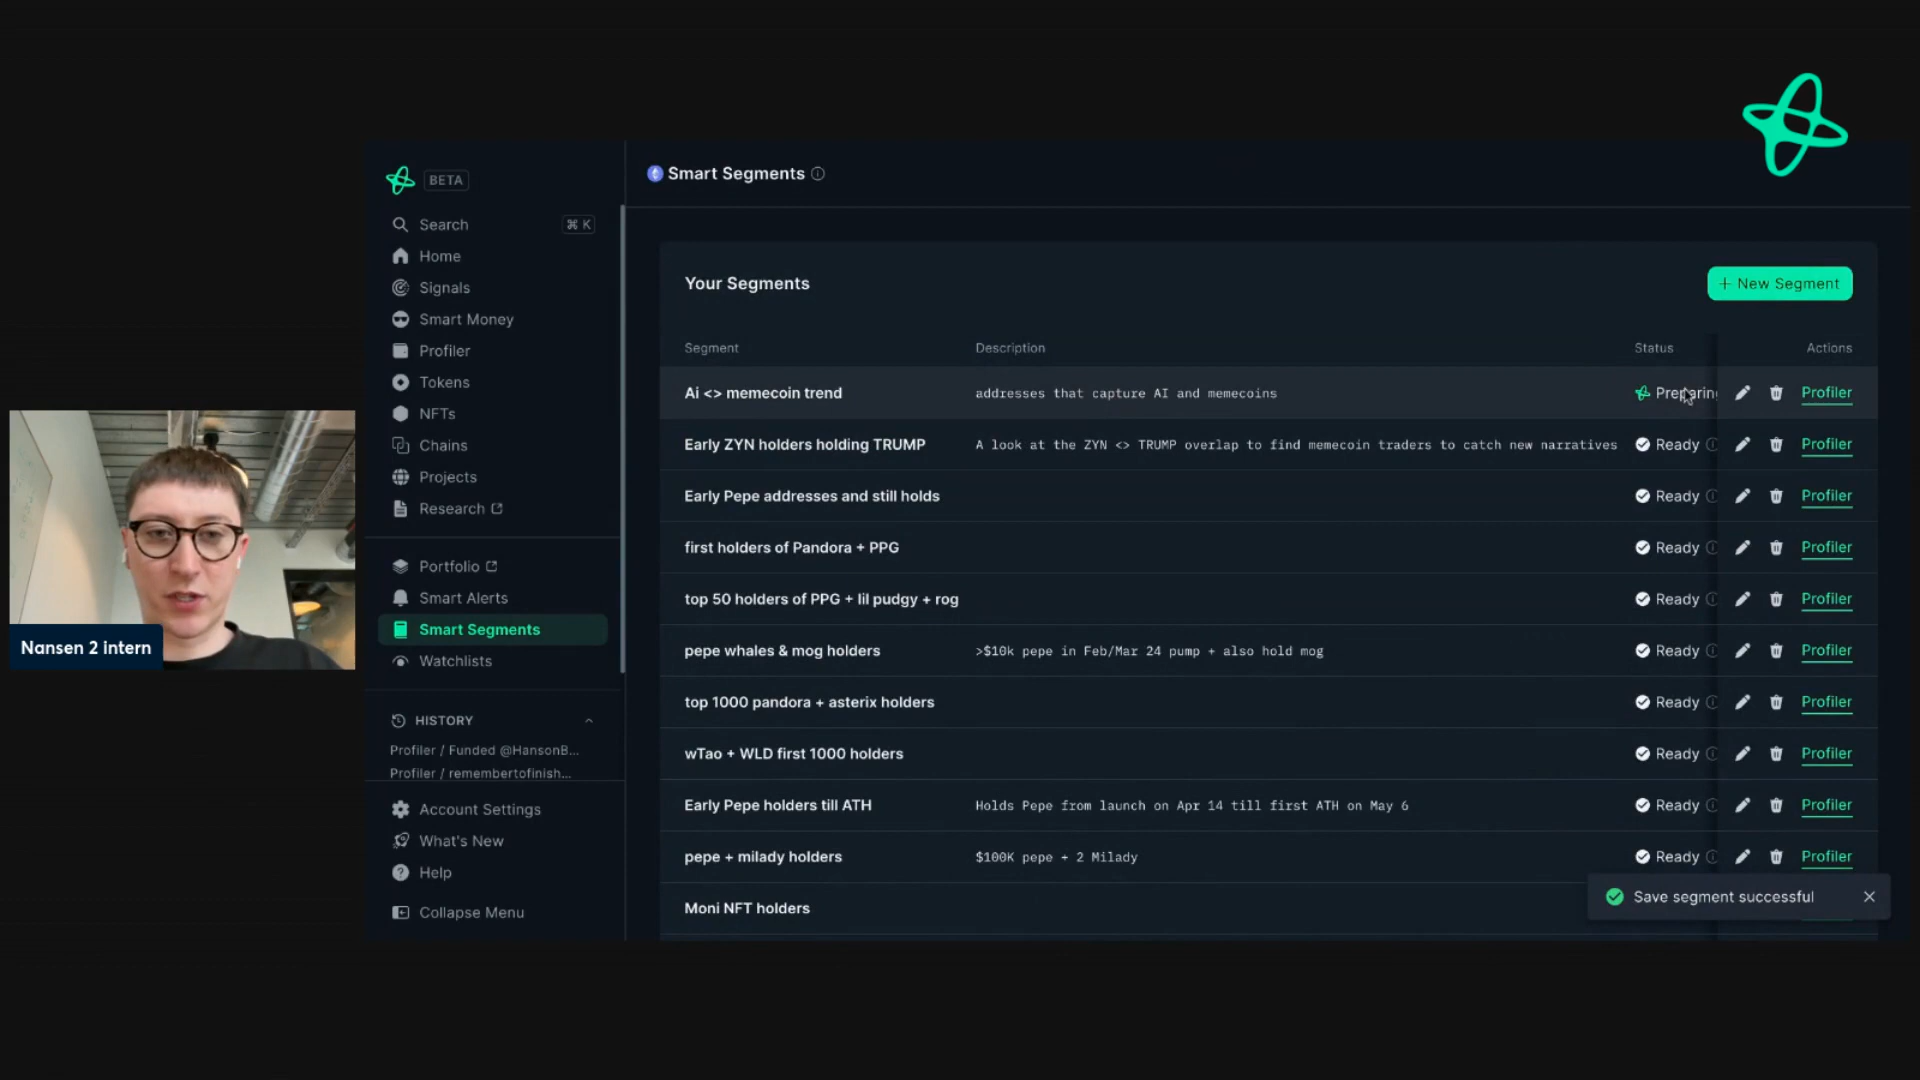 BETA
Search
⌘ K
Home
Signals
Smart Money
Profiler
Tokens
NFTs
Chains
Projects
Research
Portfolio
Smart Alerts
Smart Segments
Watchlists
HISTORY
Profiler / Funded @HansonB...
Profiler / remembertofinish...
Account Settings
What's New
Help
Collapse Menu
Nansen 2 intern
Smart Segments
Your Segments
+ New Segment
Segment Description Status Actions
Ai <> memecoin trend addresses that capture AI and memecoins Preparing Profiler
Early ZYN holders holding TRUMP A look at the ZYN <> TRUMP overlap to find memecoin traders to catch new narratives Ready Profiler
Early Pepe addresses and still holds Ready Profiler
first holders of Pandora + PPG Ready Profiler
top 50 holders of PPG + lil pudgy + rog Ready Profiler
pepe whales & mog holders >$10k pepe in Feb/Mar 24 pump + also hold mog Ready Profiler
top 1000 pandora + asterix holders Ready Profiler
wTao + WLD first 1000 holders Ready Profiler
Early Pepe holders till ATH Holds Pepe from launch on Apr 14 till first ATH on May 6 Ready Profiler
pepe + milady holders $100K pepe + 2 Milady Ready Profiler
Moni NFT holders
Save segment successful